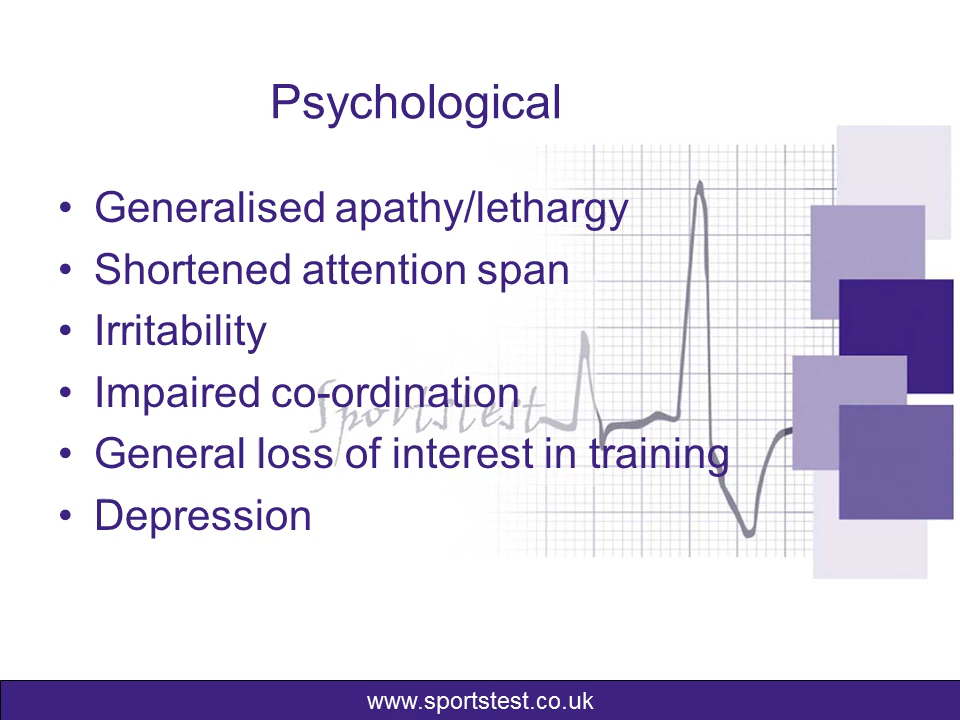 Psychological
• Generalised apathy/lethargy
• Shortened attention span
• Irritability
• Impaired co-ordination
• General loss of interest in training
• Depression
Sportstest
www.sportstest.co.uk